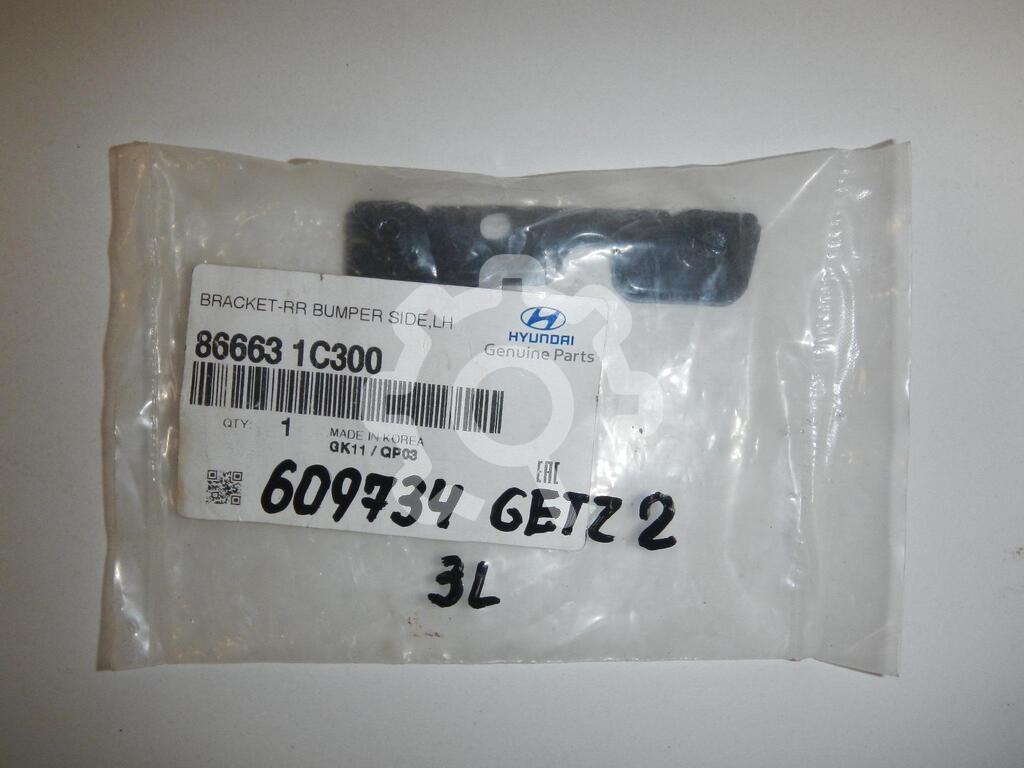 BRACKET-RR BUMPER SIDE,LH
86663 1C300
HYUNDAI
Genuine Parts
QTY: 1
MADE IN KOREA
GK11 / QP03
EAC
609734 GETZ 2
3L